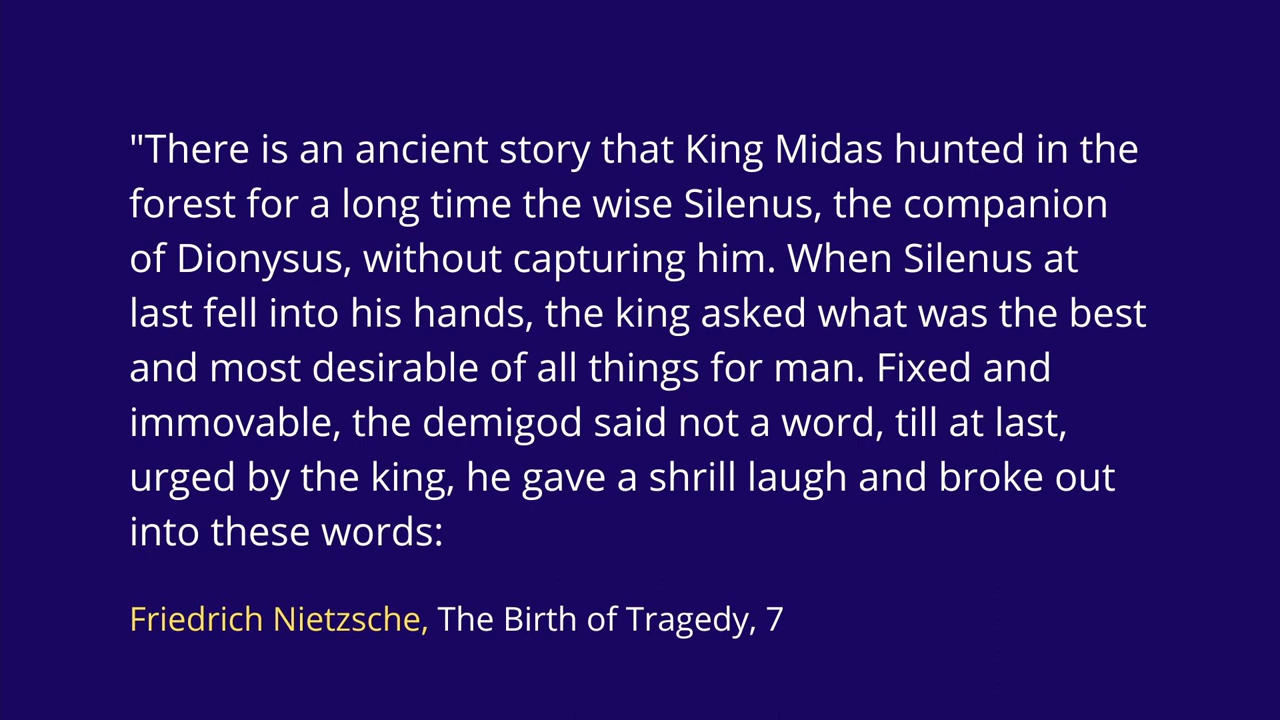 "There is an ancient story that King Midas hunted in the
forest for a long time the wise Silenus, the companion
of Dionysus, without capturing him. When Silenus at
last fell into his hands, the king asked what was the best
and most desirable of all things for man. Fixed and
immovable, the demigod said not a word, till at last,
urged by the king, he gave a shrill laugh and broke out
into these words:
Friedrich Nietzsche, The Birth of Tragedy, 7